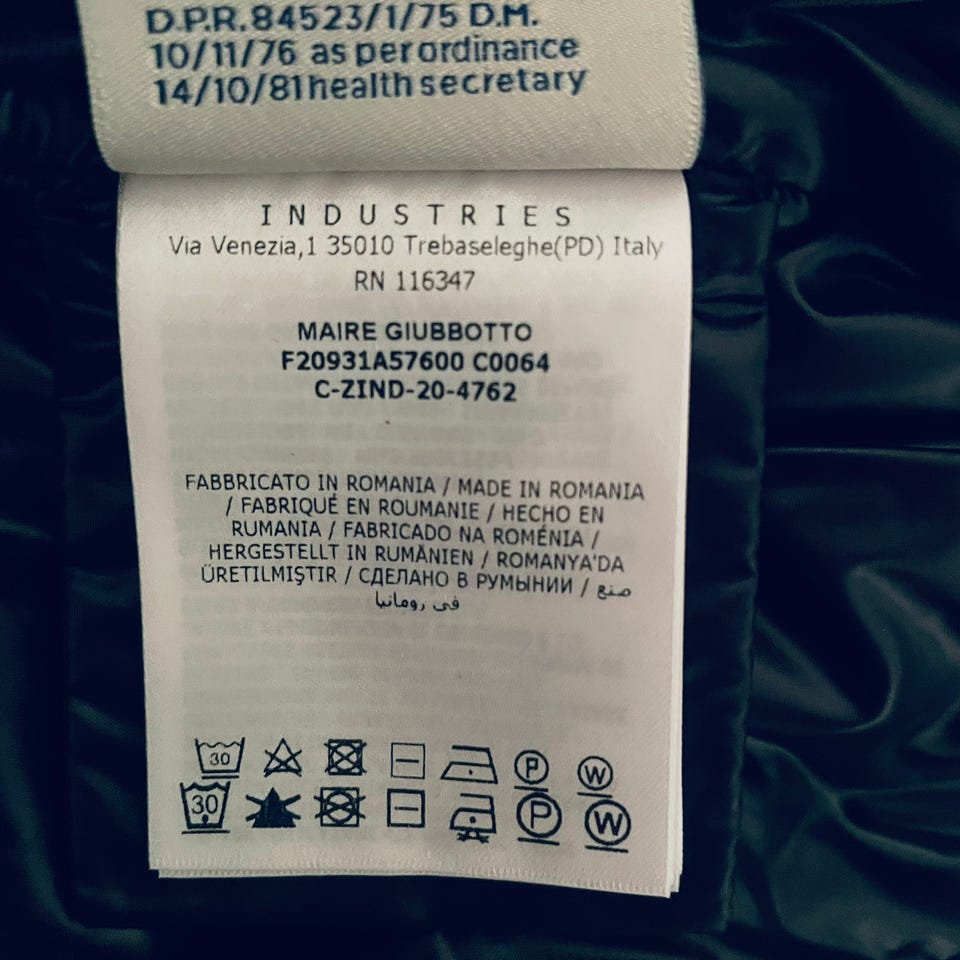 D.P.R.84523/1/75 D.M.
10/11/76 as per ordinance
14/10/81 health secretary
INDUSTRIES
Via Venezia,1 35010 Trebaseleghe(PD) Italy
RN 116347
MAIRE GIUBBOTTO
F20931A57600 C0064
C-ZIND-20-4762
FABBRICATO IN ROMANIA / MADE IN ROMANIA
/ FABRIQUÉ EN ROUMANIE / HECHO EN
RUMANIA / FABRICADO NA ROMÉNIA /
HERGESTELLT IN RUMÄNIEN / ROMANYA'DA
ÜRETILMIŞTIR / СДЕЛАНО В РУМЫНИИ / صنع
فى رومانيا
30 P W
30 P W